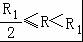 R₁/2 ⩽ R < R₁